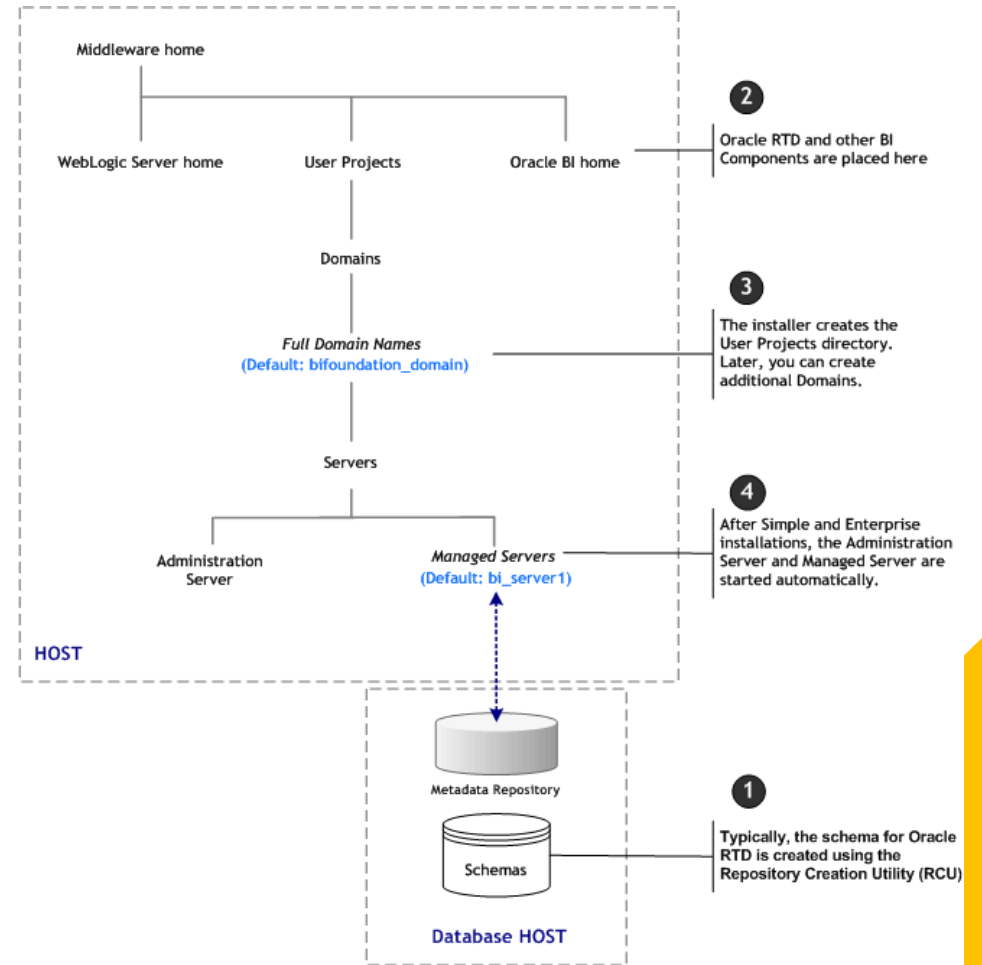 Middleware home
WebLogic Server home
User Projects
Oracle BI home
2
Oracle RTD and other BI
Components are placed here
Domains
Full Domain Names
(Default: bifoundation_domain)
3
The installer creates the
User Projects directory.
Later, you can create
additional Domains.
Servers
Administration
Server
Managed Servers
(Default: bi_server1)
4
After Simple and Enterprise
installations, the Administration
Server and Managed Server are
started automatically.
HOST
Metadata Repository
Schemas
Database HOST
1
Typically, the schema for Oracle
RTD is created using the
Repository Creation Utility (RCU)